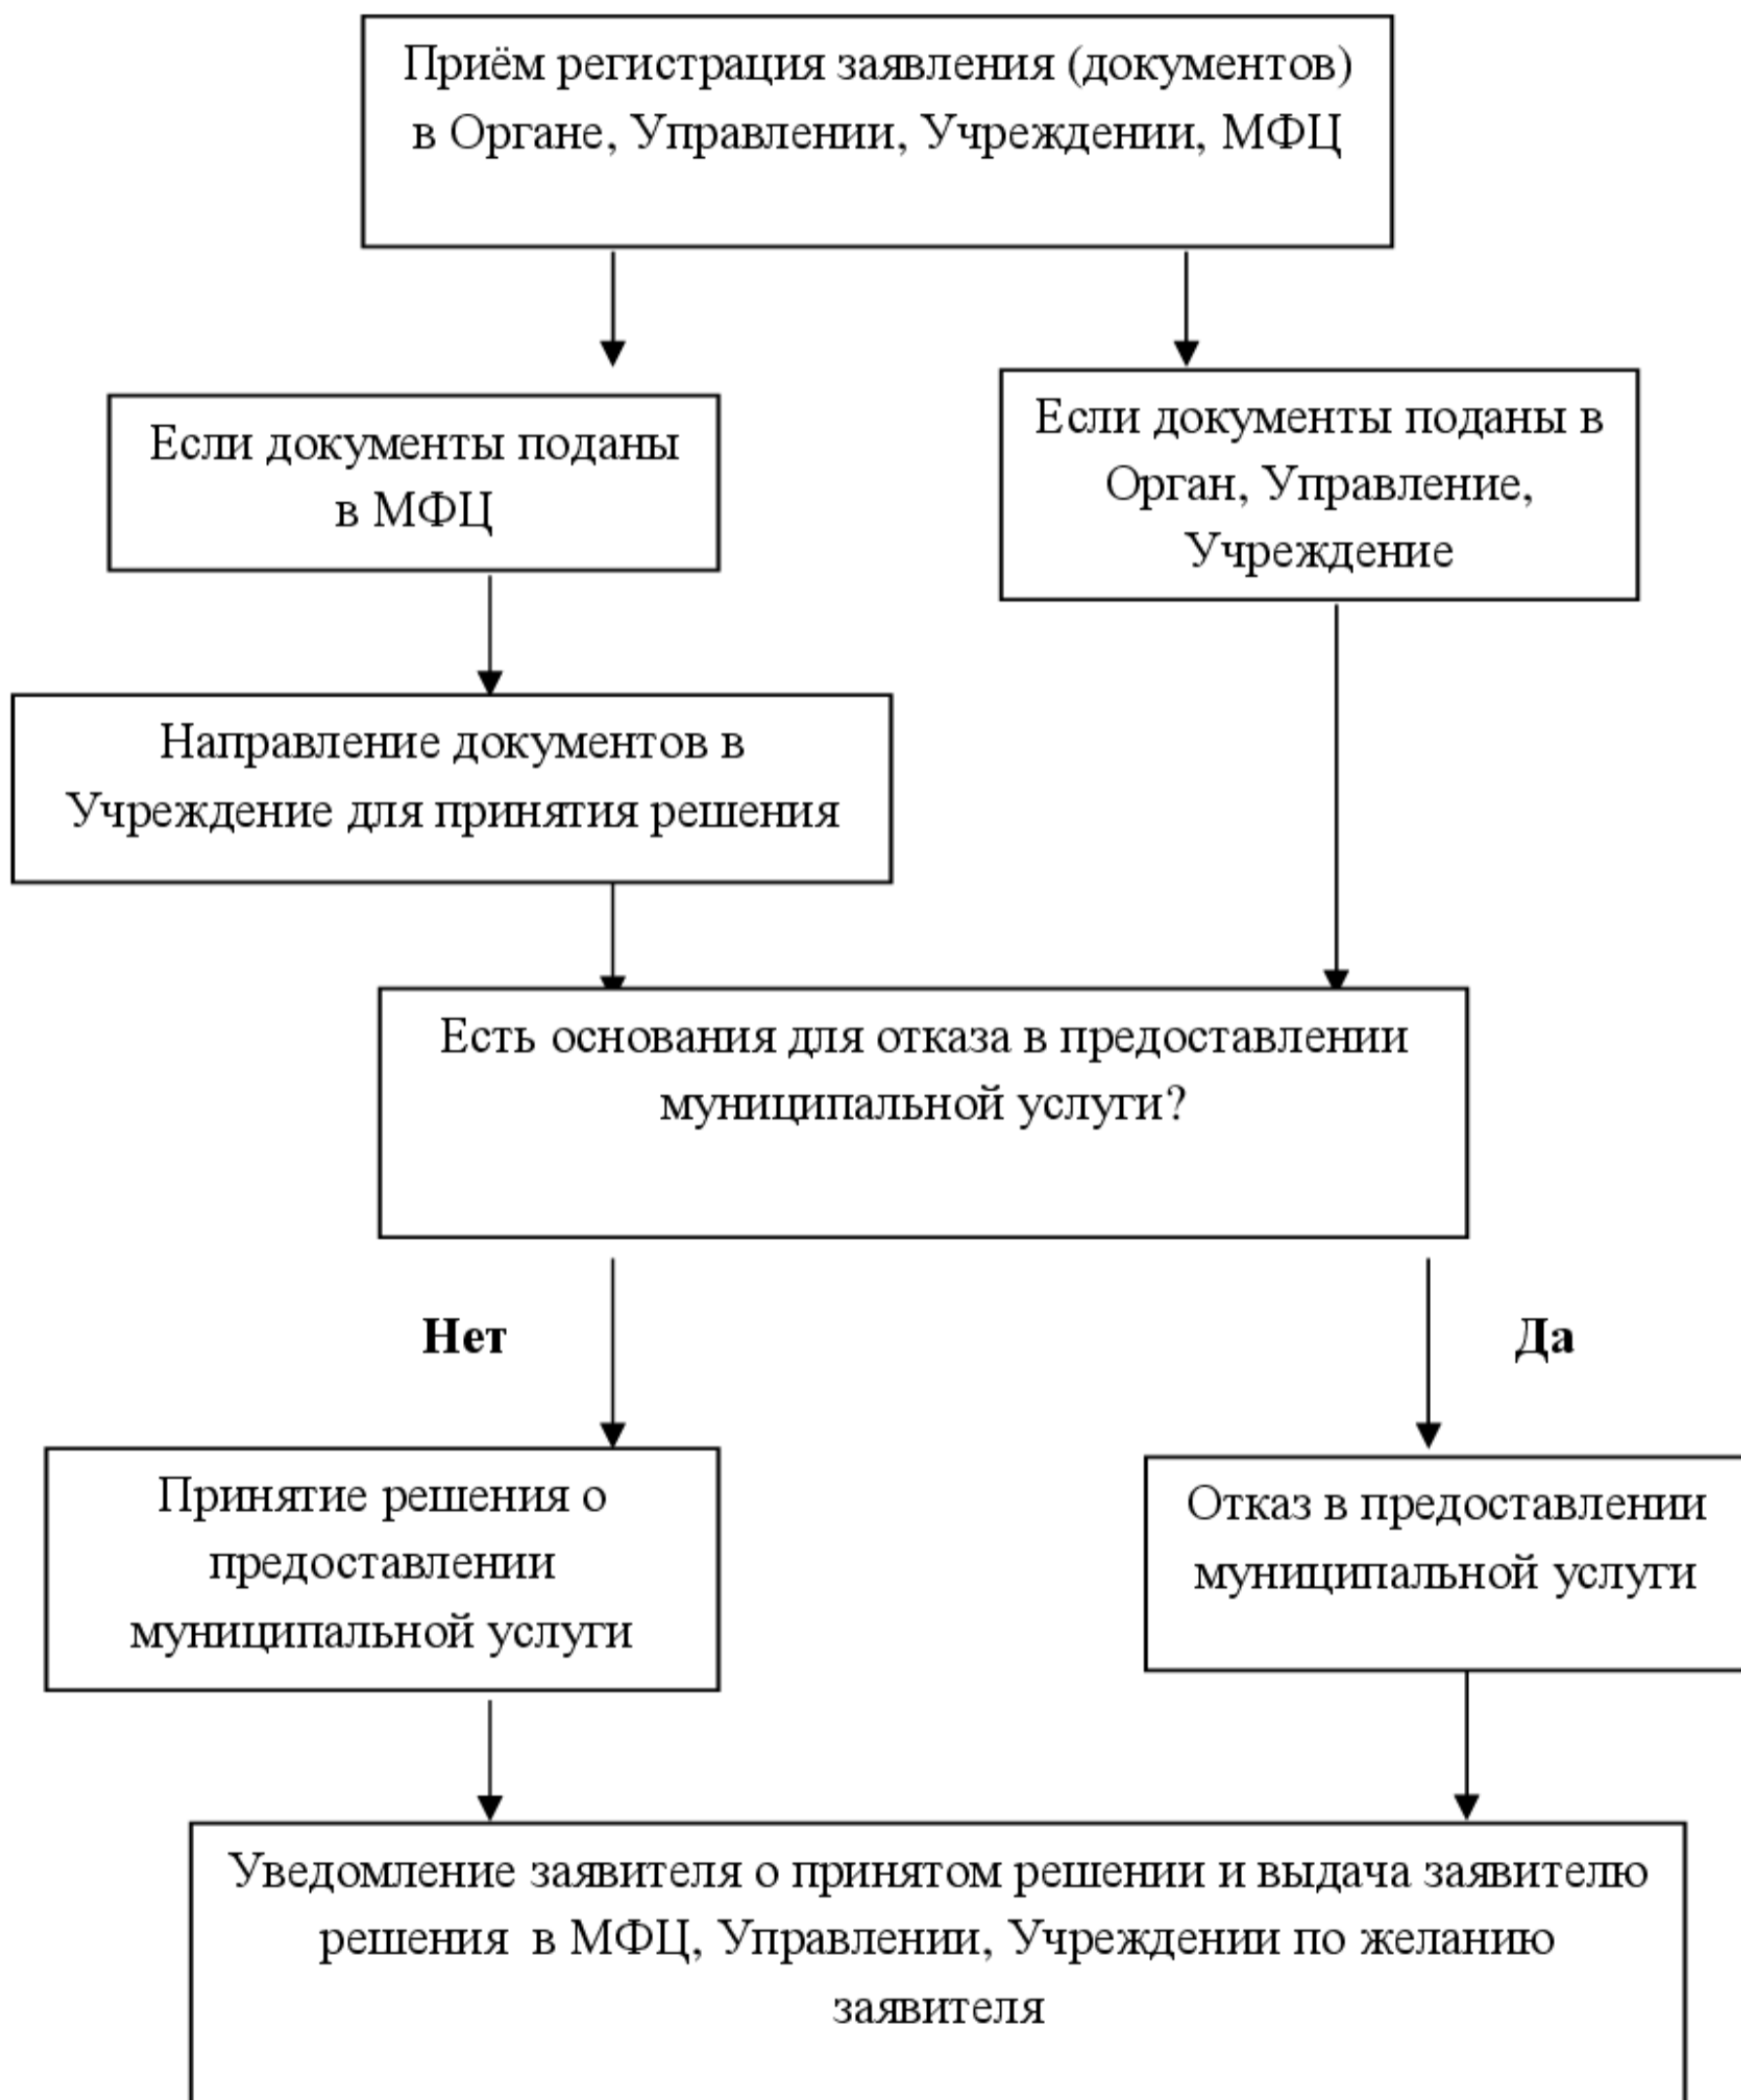 Приём регистрация заявления (документов)
в Органе, Управлении, Учреждении, МФЦ
Если документы поданы
в МФЦ
Если документы поданы в
Орган, Управление,
Учреждение
Направление документов в
Учреждение для принятия решения
Есть основания для отказа в предоставлении
муниципальной услуги?
Нет
Да
Принятие решения о
предоставлении
муниципальной услуги
Отказ в предоставлении
муниципальной услуги
Уведомление заявителя о принятом решении и выдача заявителю
решения в МФЦ, Управлении, Учреждении по желанию
заявителя